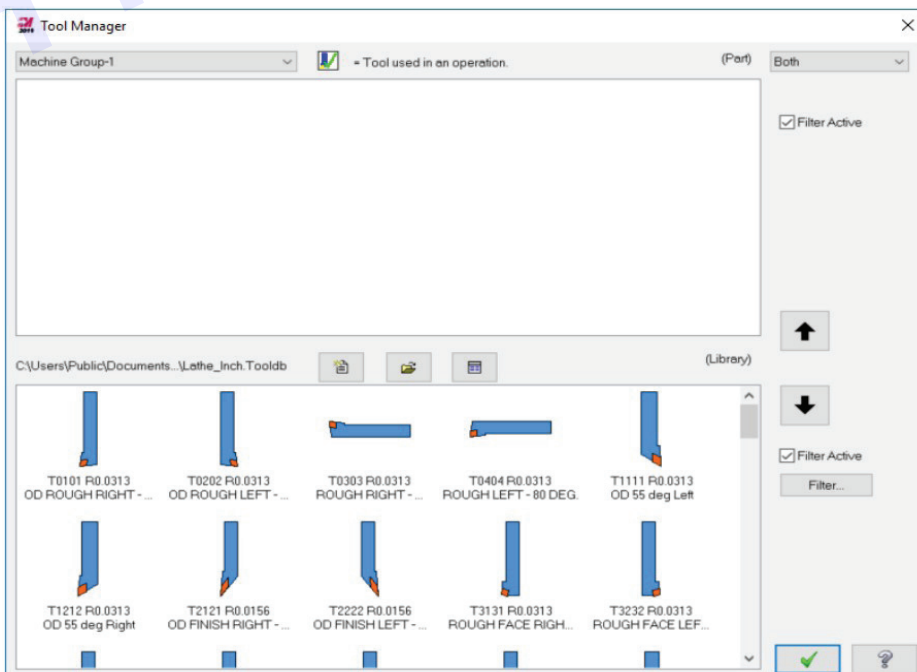 Tool Manager
Machine Group-1
= Tool used in an operation.
(Part)
Both
Filter Active
C:\Users\Public\Documents...\Lathe_Inch.Tooldb
(Library)
T0101 R0.0313
OD ROUGH RIGHT - ...
T0202 R0.0313
OD ROUGH LEFT - ...
T0303 R0.0313
ROUGH RIGHT - ...
T0404 R0.0313
ROUGH LEFT - 80 DEG.
T1111 R0.0313
OD 55 deg Left
Filter Active
Filter...
T1212 R0.0313
OD 55 deg Right
T2121 R0.0156
OD FINISH RIGHT - ...
T2222 R0.0156
OD FINISH LEFT - ...
T3131 R0.0313
ROUGH FACE RIGH...
T3232 R0.0313
ROUGH FACE LEF...